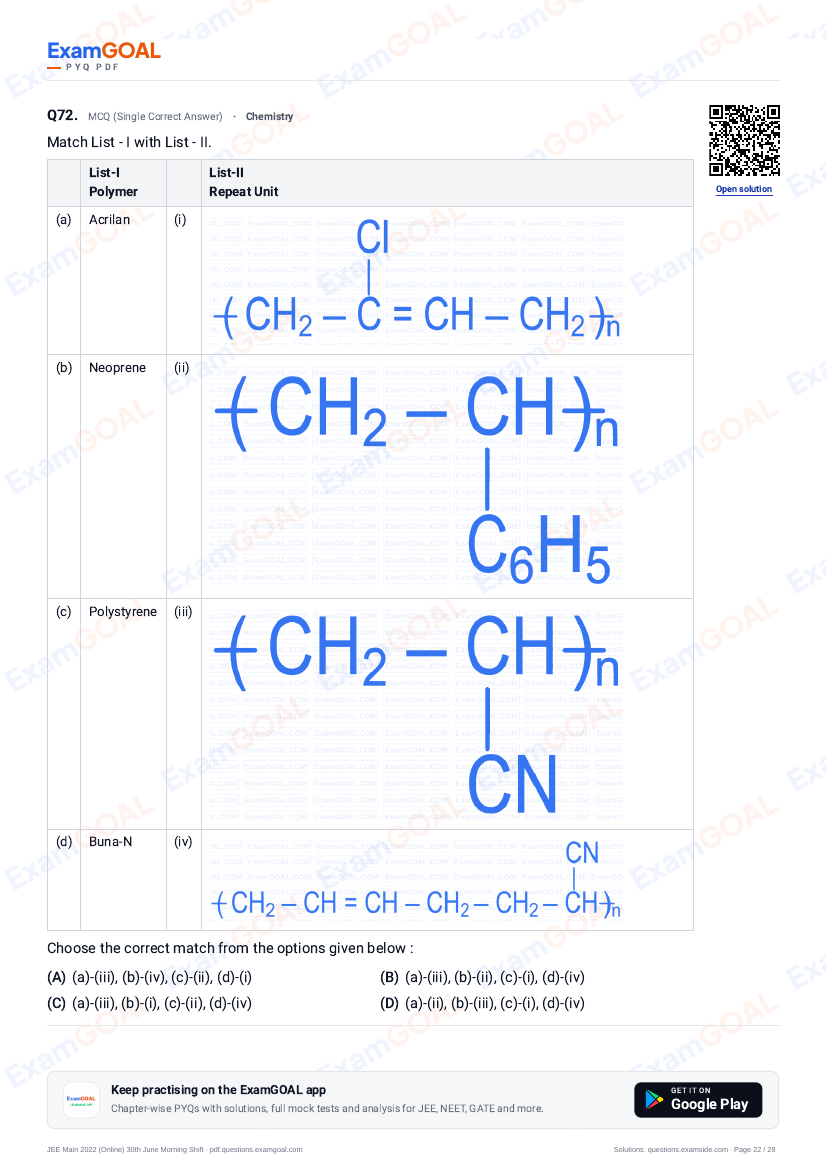 ExamGOAL
PYQ PDF
Q72. MCQ (Single Correct Answer) · Chemistry
Match List - I with List - II.
Open solution
List-I
Polymer
List-II
Repeat Unit
(a) Acrilan (i)
Cl
|
-(CH2 – C = CH – CH2)-n
(b) Neoprene (ii)
-(CH2 – CH)-n
|
C6H5
(c) Polystyrene (iii)
-(CH2 – CH)-n
|
CN
(d) Buna-N (iv)
CN
|
-(CH2 – CH = CH – CH2 – CH2 – CH)-n
Choose the correct match from the options given below :
(A) (a)-(iii), (b)-(iv), (c)-(ii), (d)-(i)
(B) (a)-(iii), (b)-(ii), (c)-(i), (d)-(iv)
(C) (a)-(iii), (b)-(i), (c)-(ii), (d)-(iv)
(D) (a)-(ii), (b)-(iii), (c)-(i), (d)-(iv)
ExamGOAL
Keep practising on the ExamGOAL app
Chapter-wise PYQs with solutions, full mock tests and analysis for JEE, NEET, GATE and more.
GET IT ON
Google Play
JEE Main 2022 (Online) 30th June Morning Shift · pdf.questions.examgoal.com
Solutions: questions.examside.com · Page 22 / 28